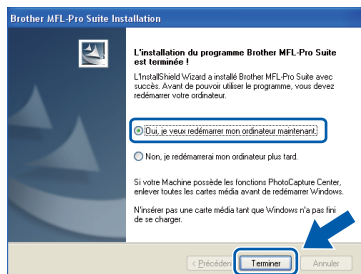 Brother MFL-Pro Suite Installation
L'installation du programme Brother MFL-Pro Suite
est terminée !
L'InstallShield Wizard a installé Brother MFL-Pro Suite avec
succès. Avant de pouvoir utiliser le programme, vous devez
redémarrer votre ordinateur.
Oui, je veux redémarrer mon ordinateur maintenant.
Non, je redémarrerai mon ordinateur plus tard.
Si votre Machine possède les fonctions PhotoCapture Center,
enlever toutes les cartes média avant de redémarrer Windows.
N'insérer pas une carte média tant que Windows n'a pas fini
de se charger.
< Précédent
Terminer
Annuler